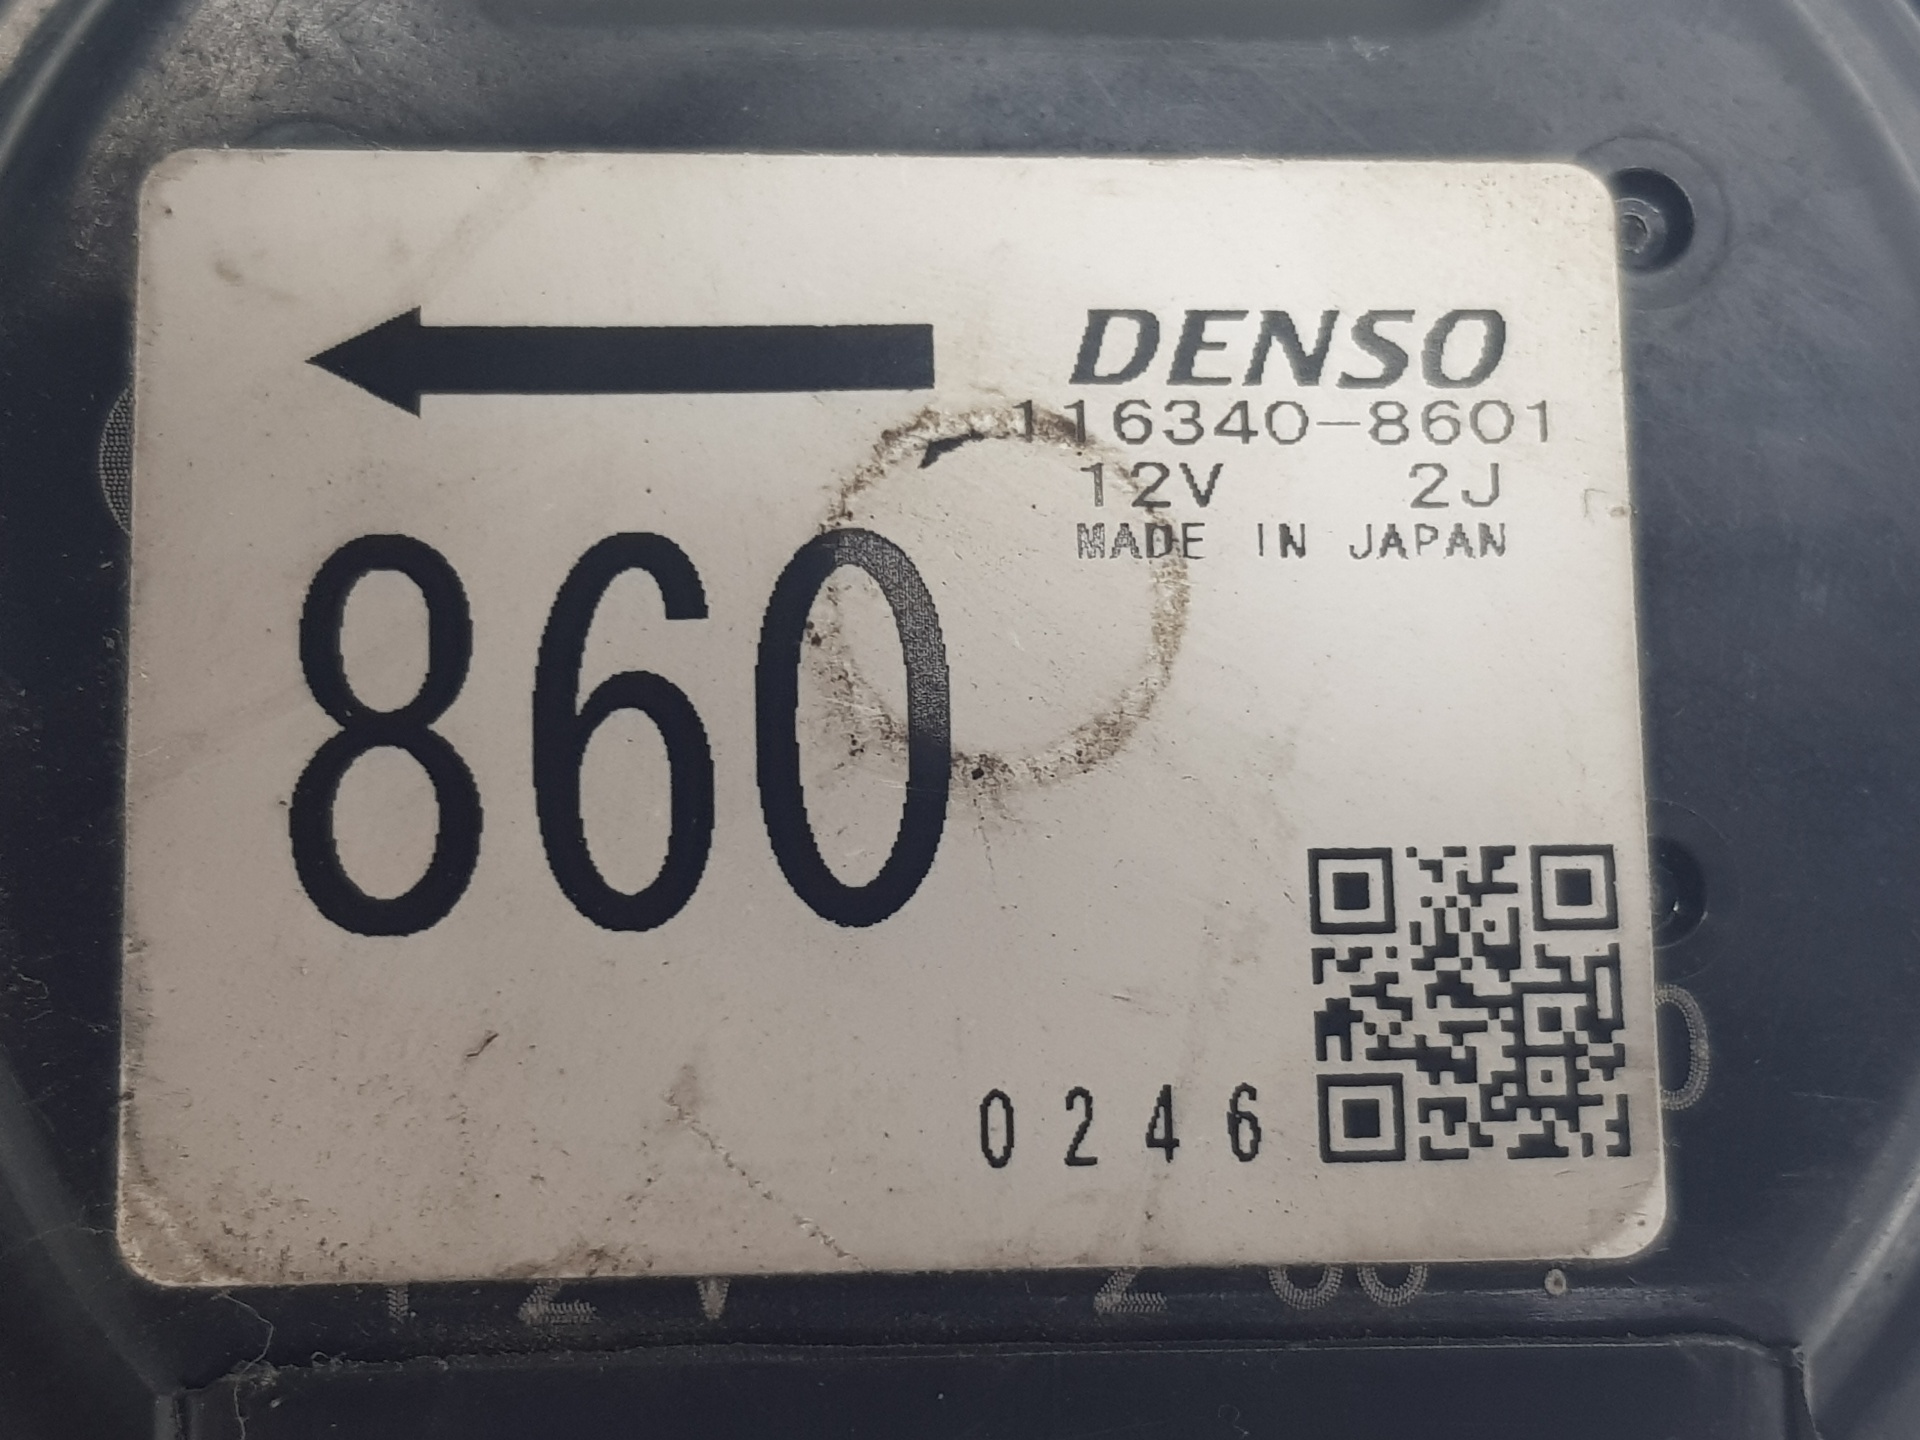 DENSO
116340-8601
12V 2J
MADE IN JAPAN
860
0246